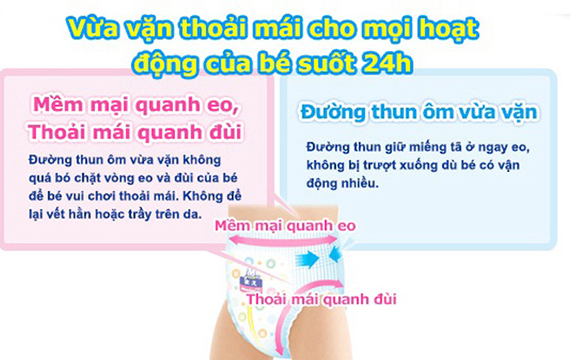 Vừa vặn thoải mái cho mọi hoạt
động của bé suốt 24h
Mềm mại quanh eo,
Thoải mái quanh đùi
Đường thun ôm vừa vặn không
quá bó chặt vòng eo và đùi của bé
để bé vui chơi thoải mái. Không để
lại vết hằn hoặc trầy trên da.
Đường thun ôm vừa vặn
Đường thun giữ miếng tã ở ngay eo,
không bị trượt xuống dù bé có vận
động nhiều.
Mềm mại quanh eo
Thoải mái quanh đùi